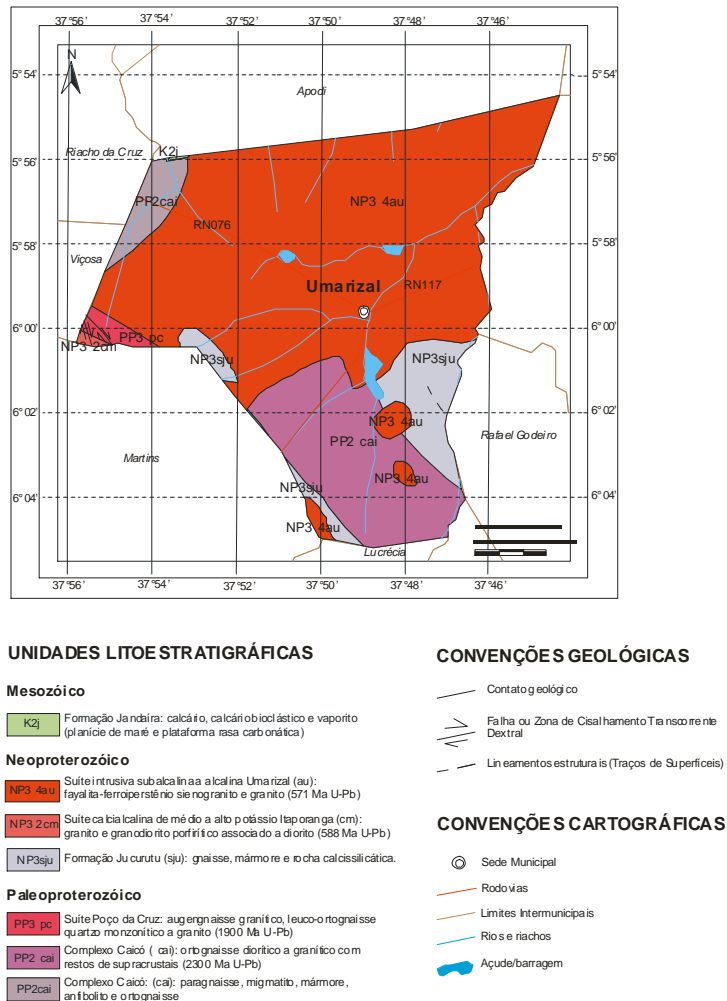 37°56' 37°54' 37°52' 37°50' 37°48' 37°46'
N
5°54' 5°54'
Apodi
K2j
Riacho da Cruz
5°56' 5°56'
PP2cai
NP3 4au
RN076
5°58' 5°58'
Viçosa
Umarizal
RN117
6°00' 6°00'
PP3 pc
NP3 2cm
NP3sju
NP3sju
6°02' 6°02'
NP3 4au
PP2 cai
Rafael Godeiro
Martins
NP3 4au
NP3sju
6°04' 6°04'
NP3 4au
Lucrécia
37°56' 37°54' 37°52' 37°50' 37°48' 37°46'
UNIDADES LITOESTRATIGRÁFICAS
Mesozóico
K2j
Formação Jandaíra: calcário, calcário bioclástico e vaporito
(planície de maré e plataforma rasa carbonática)
Neoproterozóico
NP3 4au
Suíte intrusiva subalcalina a alcalina Umarizal (au):
fayalita-ferroiperstênio sienogranito e granito (571 Ma U-Pb)
NP3 2cm
Suíte calcialcalina de médio a alto potássio Itaporanga (cm):
granito e granodiorito porfirítico associado a diorito (588 Ma U-Pb)
NP3sju
Formação Jucurutu (sju): gnaisse, mármore e rocha calcissilicática.
Paleoproterozóico
PP3 pc
Suíte Poço da Cruz: augengnaisse granítico, leuco-ortognaisse
quartzo monzonítico a granito (1900 Ma U-Pb)
PP2 cai
Complexo Caicó ( cai): ortognaisse diorítico a granítico com
restos de supracrustais (2300 Ma U-Pb)
PP2cai
Complexo Caicó: (cai): paragnaisse, migmatito, mármore,
anfibolito e ortognaisse
CONVENÇÕES GEOLÓGICAS
Contato geológico
Falha ou Zona de Cisalhamento Transcorrente
Dextral
Lineamentos estruturais (Traços de Superfíceis)
CONVENÇÕES CARTOGRÁFICAS
Sede Municipal
Rodovias
Limites Intermunicipais
Rios e riachos
Açude/barragem